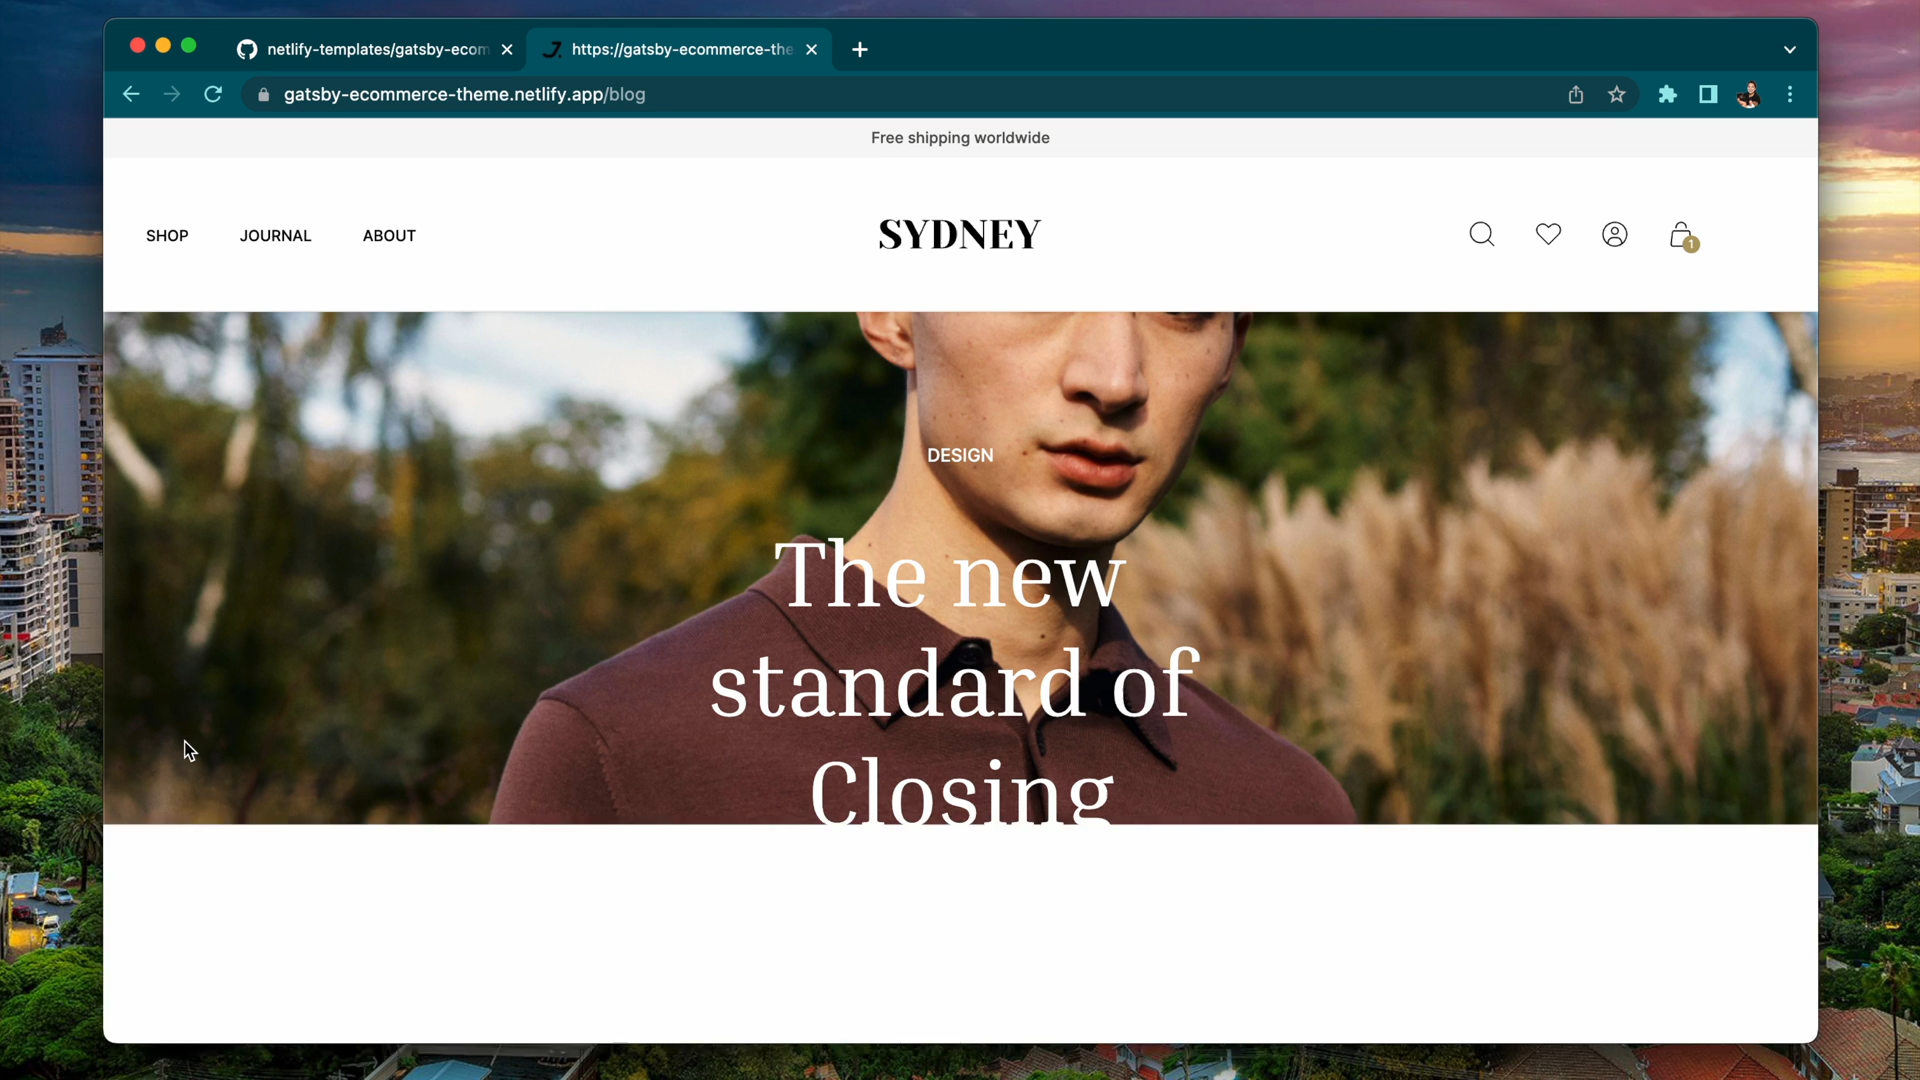 netlify-templates/gatsby-ecom
https://gatsby-ecommerce-the
gatsby-ecommerce-theme.netlify.app/blog
Free shipping worldwide
SHOP JOURNAL ABOUT
SYDNEY
1
DESIGN
The new
standard of
Closing